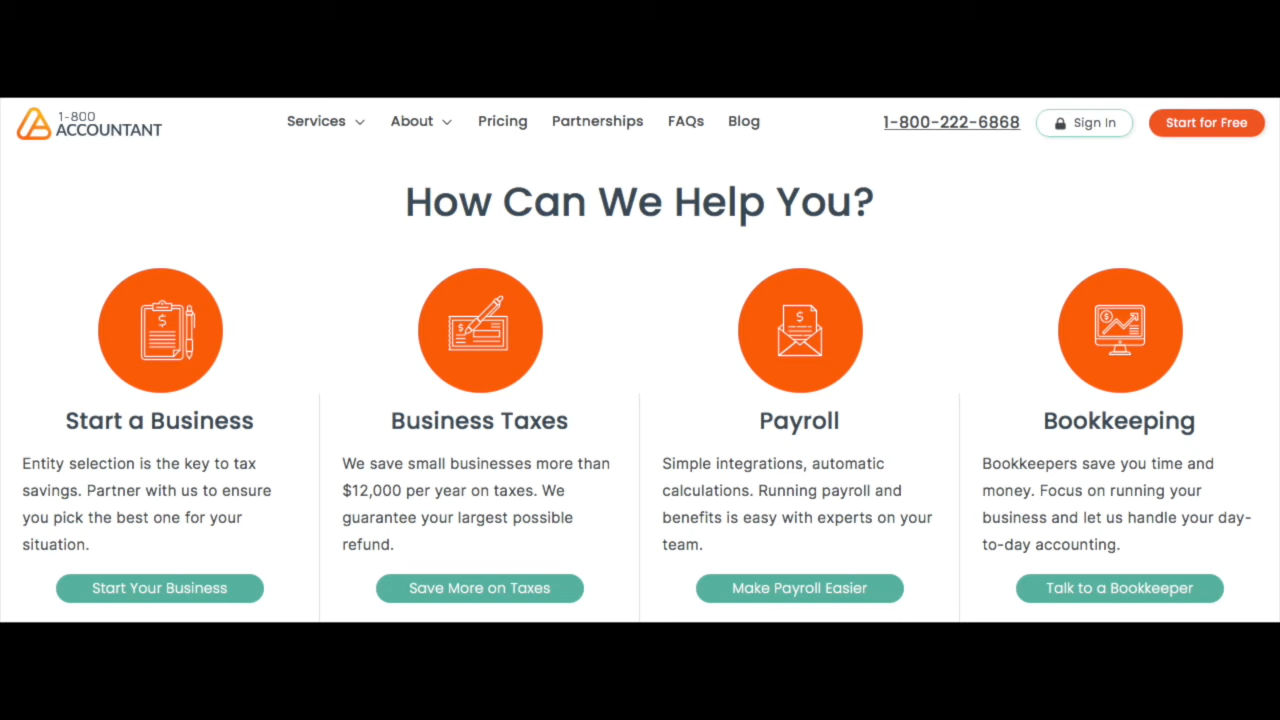 1-800
ACCOUNTANT
Services
About
Pricing
Partnerships
FAQs
Blog
1-800-222-6868
Sign In
Start for Free
How Can We Help You?
$
Start a Business
Entity selection is the key to tax
savings. Partner with us to ensure
you pick the best one for your
situation.
Start Your Business
$
Business Taxes
We save small businesses more than
$12,000 per year on taxes. We
guarantee your largest possible
refund.
Save More on Taxes
$
Payroll
Simple integrations, automatic
calculations. Running payroll and
benefits is easy with experts on your
team.
Make Payroll Easier
$
Bookkeeping
Bookkeepers save you time and
money. Focus on running your
business and let us handle your day-
to-day accounting.
Talk to a Bookkeeper